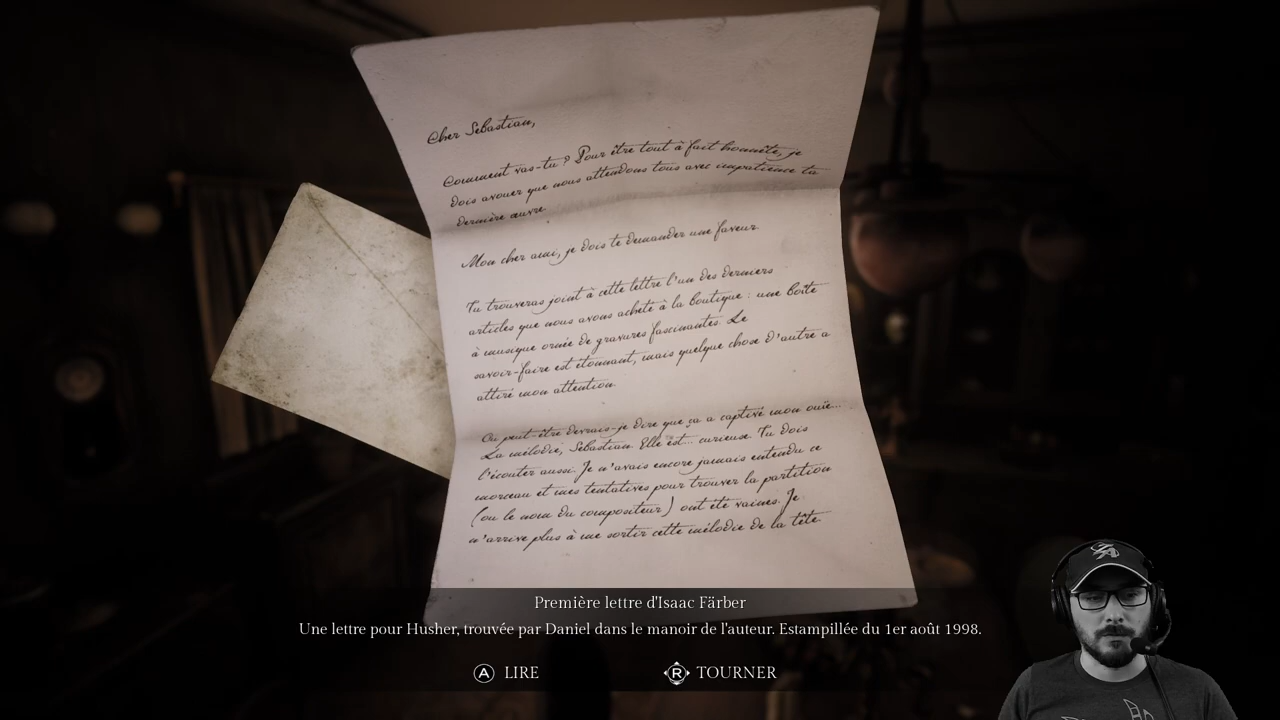 Cher Sébastian,
Comment vas-tu ? Pour être tout à fait honnête, je
dois avouer que nous attendons tous avec impatience ta
dernière œuvre.
Mon cher ami, je dois te demander une faveur.
Tu trouveras joint à cette lettre l'un des derniers
articles que nous avons acheté à la boutique : une boîte
à musique ornée de gravures fascinantes. Le
savoir-faire est étonnant, mais quelque chose d'autre a
attiré mon attention.
Ou peut-être devrais-je dire que ça a captivé mon ouïe...
La mélodie, Sébastian. Elle est... curieuse. Tu dois
l'écouter aussi. Je n'avais encore jamais entendu ce
morceau et mes tentatives pour trouver la partition
(ou le nom du compositeur) ont été vaines. Je
n'arrive plus à me sortir cette mélodie de la tête.
Première lettre d'Isaac Färber
Une lettre pour Husher, trouvée par Daniel dans le manoir de l'auteur. Estampillée du 1er août 1998.
A LIRE
R TOURNER